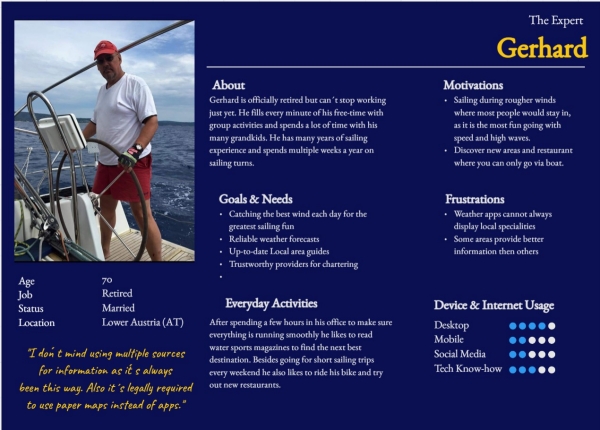 The Expert
Gerhard
About
Gerhard is officially retired but can´t stop working
just yet. He fills every minute of his free-time with
group activities and spends a lot of time with his
many grandkids. He has many years of sailing
experience and spends multiple weeks a year on
sailing turns.
Motivations
• Sailing during rougher winds
where most people would stay in,
as it is the most fun going with
speed and high waves.
• Discover new areas and restaurant
where you can only go via boat.
Goals & Needs
• Catching the best wind each day for the
greatest sailing fun
• Reliable weather forecasts
• Up-to-date Local area guides
• Trustworthy providers for chartering
•
Frustrations
• Weather apps cannot always
display local specialities
• Some areas provide better
information then others
Age 70
Job Retired
Status Married
Location Lower Austria (AT)
"I don´t mind using multiple sources
for information as it´s always
been this way. Also it´s legally required
to use paper maps instead of apps."
Everyday Activities
After spending a few hours in his office to make sure
everything is running smoothly he likes to read
water sports magazines to find the next best
destination. Besides going for short sailing trips
every weekend he also likes to ride his bike and try
out new restaurants.
Device & Internet Usage
Desktop
Mobile
Social Media
Tech Know-how